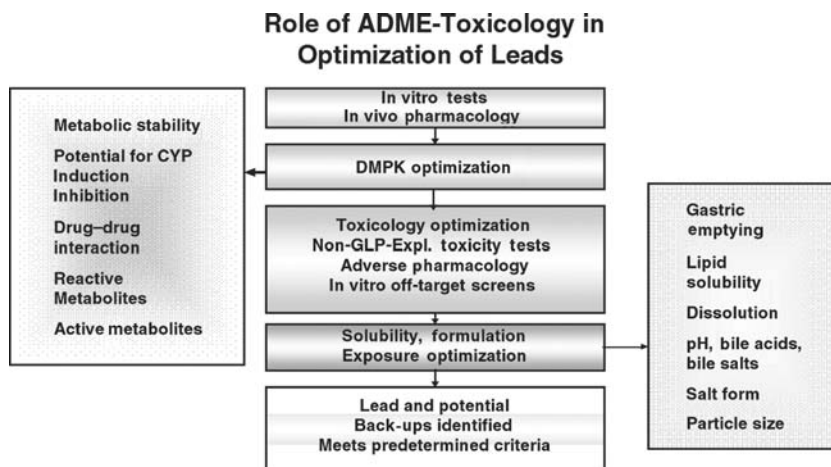 Role of ADME-Toxicology in
Optimization of Leads
In vitro tests
In vivo pharmacology
DMPK optimization
Metabolic stability
Potential for CYP
Induction
Inhibition
Drug–drug
interaction
Reactive
Metabolites
Active metabolites
Toxicology optimization
Non-GLP-Expl. toxicity tests
Adverse pharmacology
In vitro off-target screens
Solubility, formulation
Exposure optimization
Gastric
emptying
Lipid
solubility
Dissolution
pH, bile acids,
bile salts
Salt form
Particle size
Lead and potential
Back-ups identified
Meets predetermined criteria